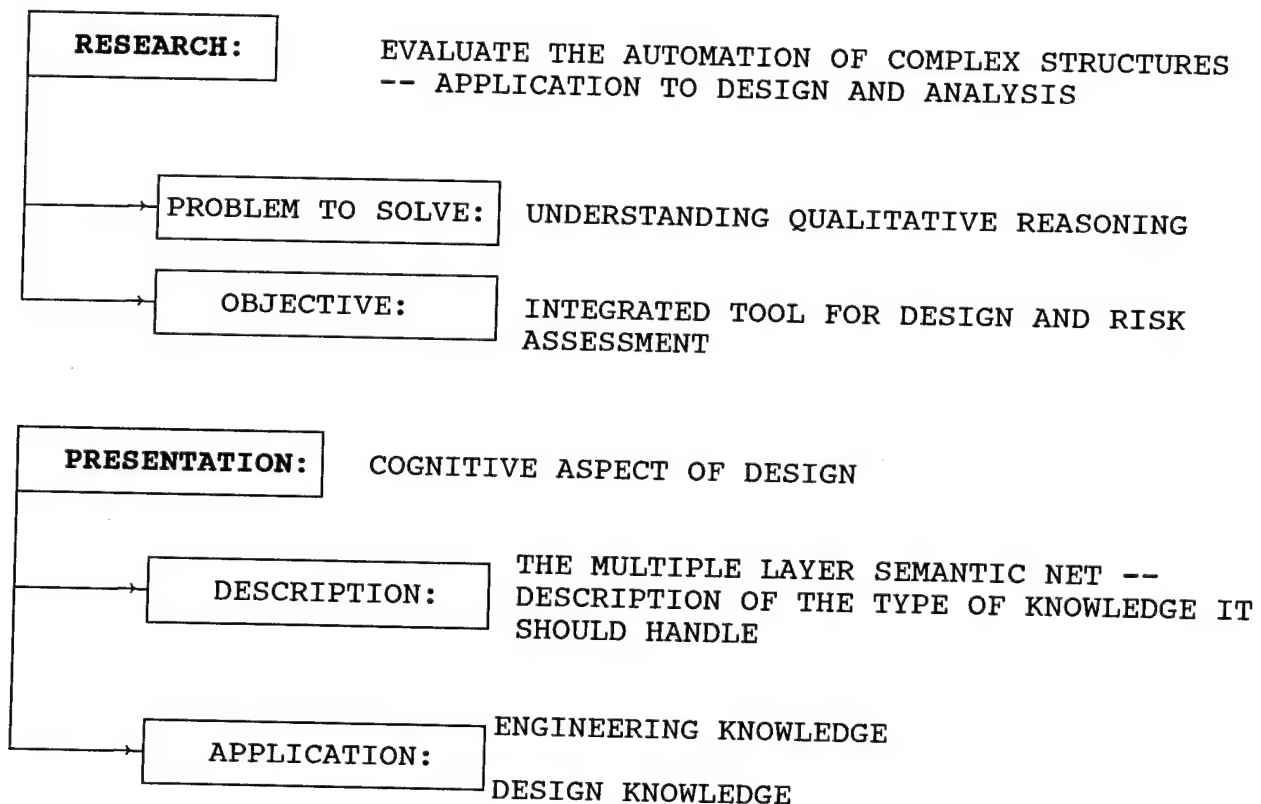 RESEARCH: EVALUATE THE AUTOMATION OF COMPLEX STRUCTURES
-- APPLICATION TO DESIGN AND ANALYSIS
PROBLEM TO SOLVE: UNDERSTANDING QUALITATIVE REASONING
OBJECTIVE: INTEGRATED TOOL FOR DESIGN AND RISK
ASSESSMENT
PRESENTATION: COGNITIVE ASPECT OF DESIGN
DESCRIPTION: THE MULTIPLE LAYER SEMANTIC NET --
DESCRIPTION OF THE TYPE OF KNOWLEDGE IT
SHOULD HANDLE
APPLICATION: ENGINEERING KNOWLEDGE
DESIGN KNOWLEDGE